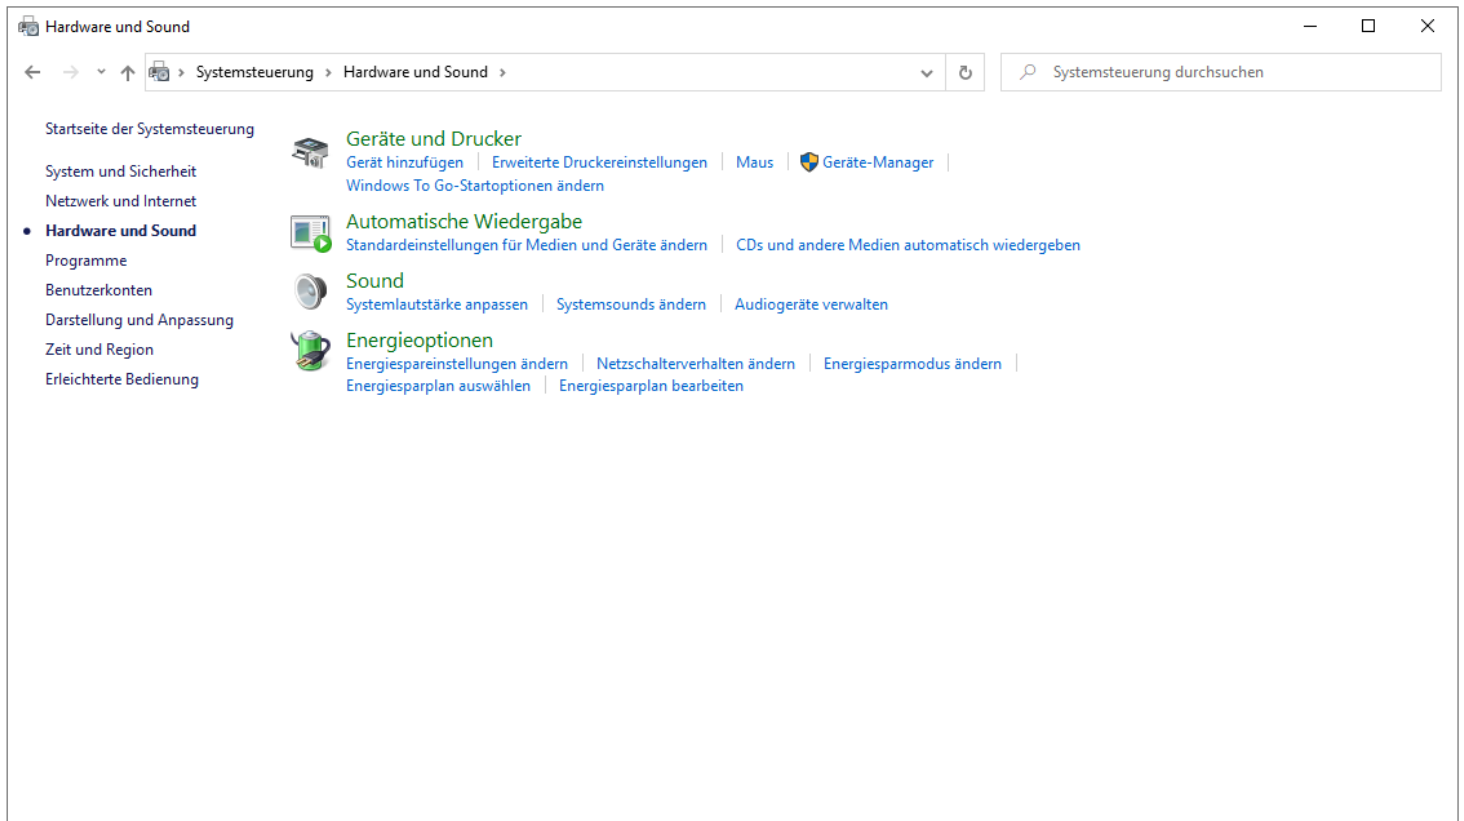 Hardware und Sound
Systemsteuerung › Hardware und Sound ›
Systemsteuerung durchsuchen
Startseite der Systemsteuerung
System und Sicherheit
Netzwerk und Internet
Hardware und Sound
Programme
Benutzerkonten
Darstellung und Anpassung
Zeit und Region
Erleichterte Bedienung
Geräte und Drucker
Gerät hinzufügen | Erweiterte Druckereinstellungen | Maus | Geräte-Manager |
Windows To Go-Startoptionen ändern
Automatische Wiedergabe
Standardeinstellungen für Medien und Geräte ändern | CDs und andere Medien automatisch wiedergeben
Sound
Systemlautstärke anpassen | Systemsounds ändern | Audiogeräte verwalten
Energieoptionen
Energiespareinstellungen ändern | Netzschalterverhalten ändern | Energiesparmodus ändern |
Energiesparplan auswählen | Energiesparplan bearbeiten